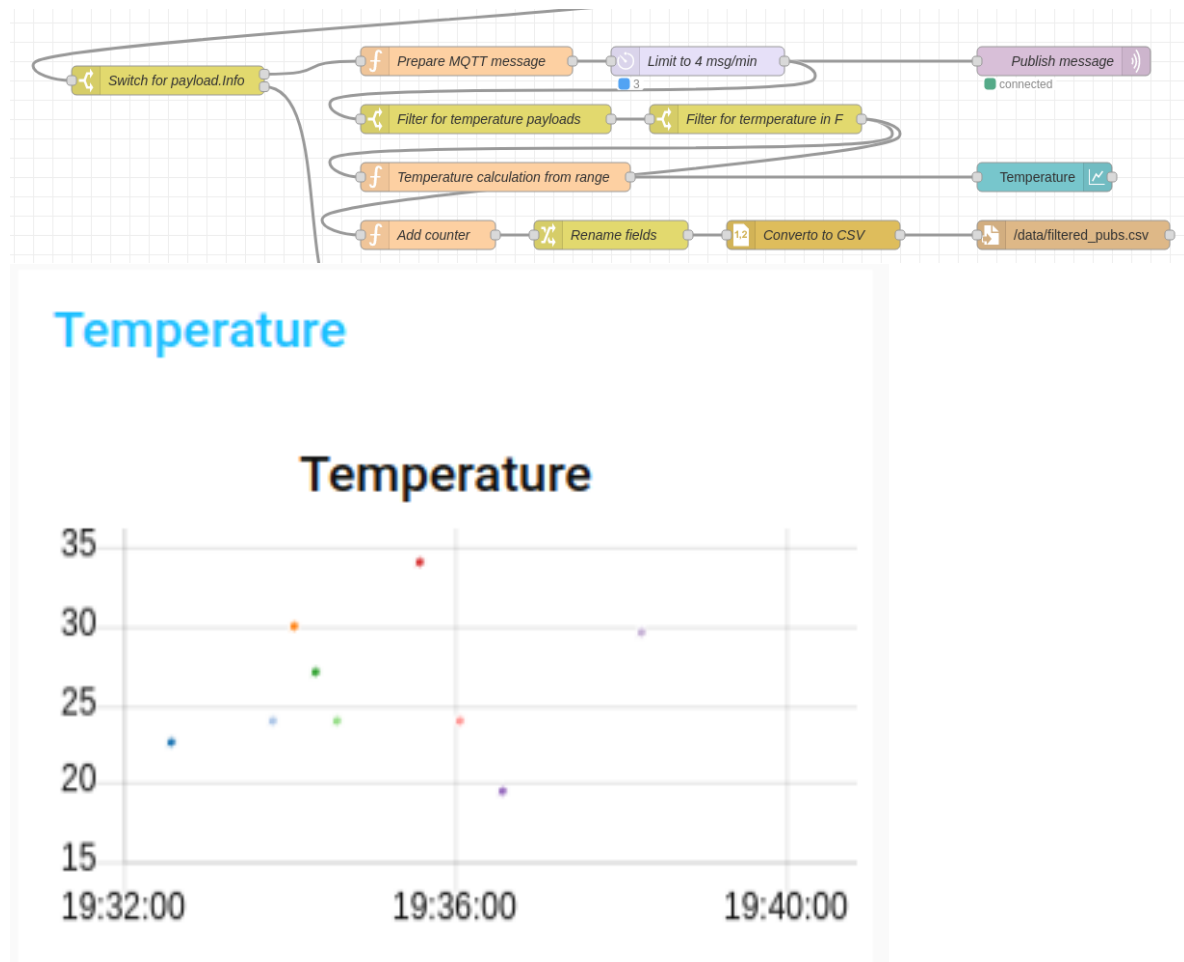 Prepare MQTT message
Limit to 4 msg/min
Publish message
Switch for payload.Info
3
connected
Filter for temperature payloads
Filter for termperature in F
Temperature calculation from range
Temperature
Add counter
Rename fields
1,2
Converto to CSV
/data/filtered_pubs.csv
Temperature
Temperature
35
30
25
20
15
19:32:00
19:36:00
19:40:00